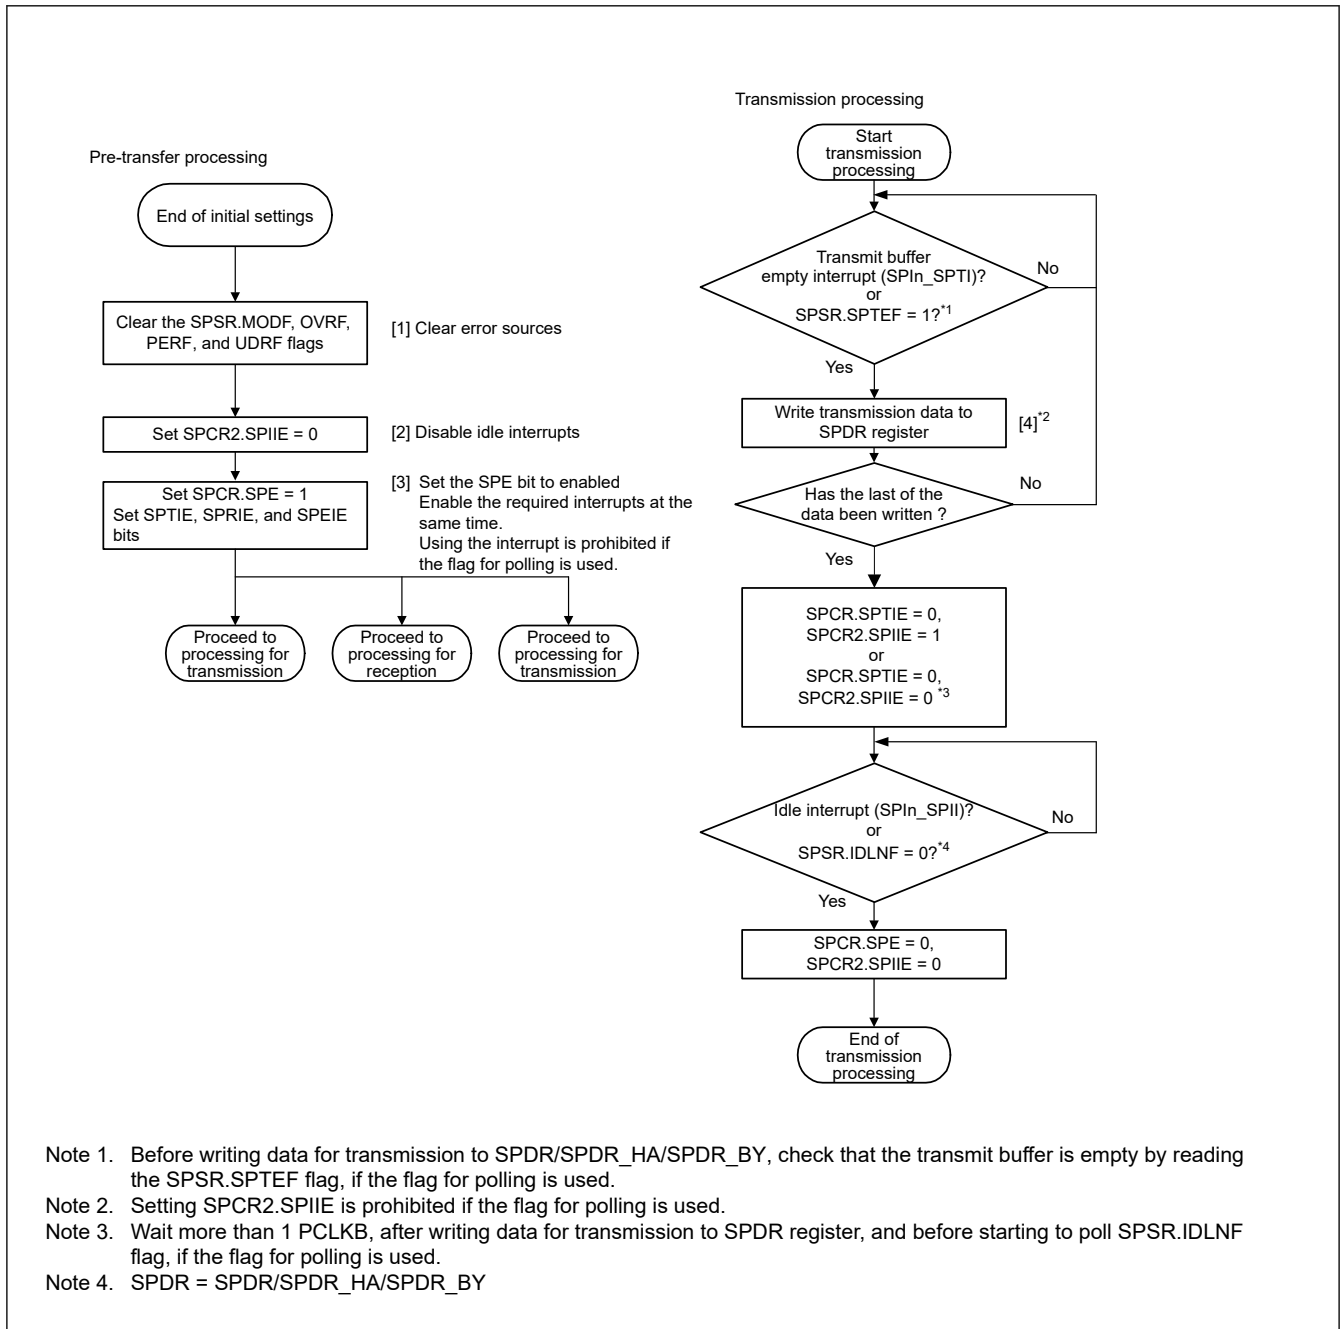 Pre-transfer processing
End of initial settings
Clear the SPSR.MODF, OVRF,
PERF, and UDRF flags
[1] Clear error sources
Set SPCR2.SPIIE = 0
[2] Disable idle interrupts
Set SPCR.SPE = 1
Set SPTIE, SPRIE, and SPEIE
bits
[3] Set the SPE bit to enabled
Enable the required interrupts at the
same time.
Using the interrupt is prohibited if
the flag for polling is used.
Proceed to
processing for
transmission
Proceed to
processing for
reception
Proceed to
processing for
transmission
Transmission processing
Start
transmission
processing
Transmit buffer
empty interrupt (SPIn_SPTI)?
or
SPSR.SPTEF = 1?*1
No
Yes
Write transmission data to
SPDR register
[4]*2
Has the last of the
data been written ?
No
Yes
SPCR.SPTIE = 0,
SPCR2.SPIIE = 1
or
SPCR.SPTIE = 0,
SPCR2.SPIIE = 0 *3
Idle interrupt (SPIn_SPII)?
or
SPSR.IDLNF = 0?*4
No
Yes
SPCR.SPE = 0,
SPCR2.SPIIE = 0
End of
transmission
processing
Note 1. Before writing data for transmission to SPDR/SPDR_HA/SPDR_BY, check that the transmit buffer is empty by reading
the SPSR.SPTEF flag, if the flag for polling is used.
Note 2. Setting SPCR2.SPIIE is prohibited if the flag for polling is used.
Note 3. Wait more than 1 PCLKB, after writing data for transmission to SPDR register, and before starting to poll SPSR.IDLNF
flag, if the flag for polling is used.
Note 4. SPDR = SPDR/SPDR_HA/SPDR_BY